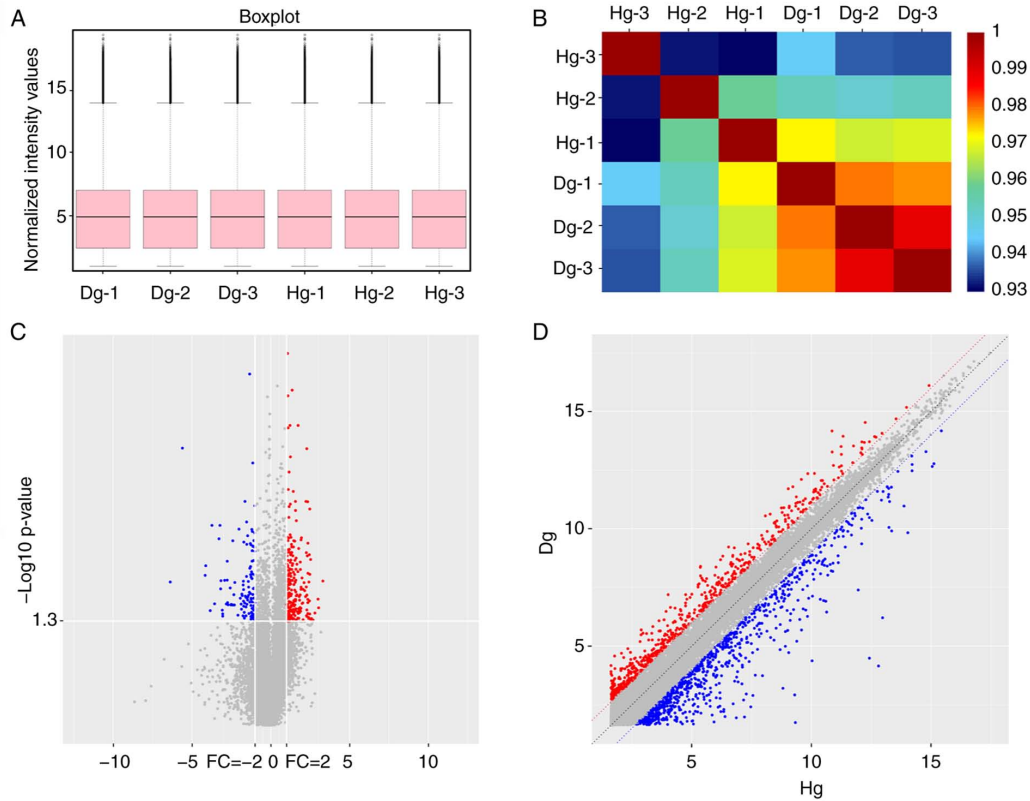 A
Boxplot
Normalized intensity values
15
10
5
Dg-1 Dg-2 Dg-3 Hg-1 Hg-2 Hg-3
B
Hg-3 Hg-2 Hg-1 Dg-1 Dg-2 Dg-3
Hg-3
Hg-2
Hg-1
Dg-1
Dg-2
Dg-3
1
0.99
0.98
0.97
0.96
0.95
0.94
0.93
C
−Log10 p-value
1.3
−10 −5 FC=−2 0 FC=2 5 10
D
Dg
15
10
5
5 10 15
Hg